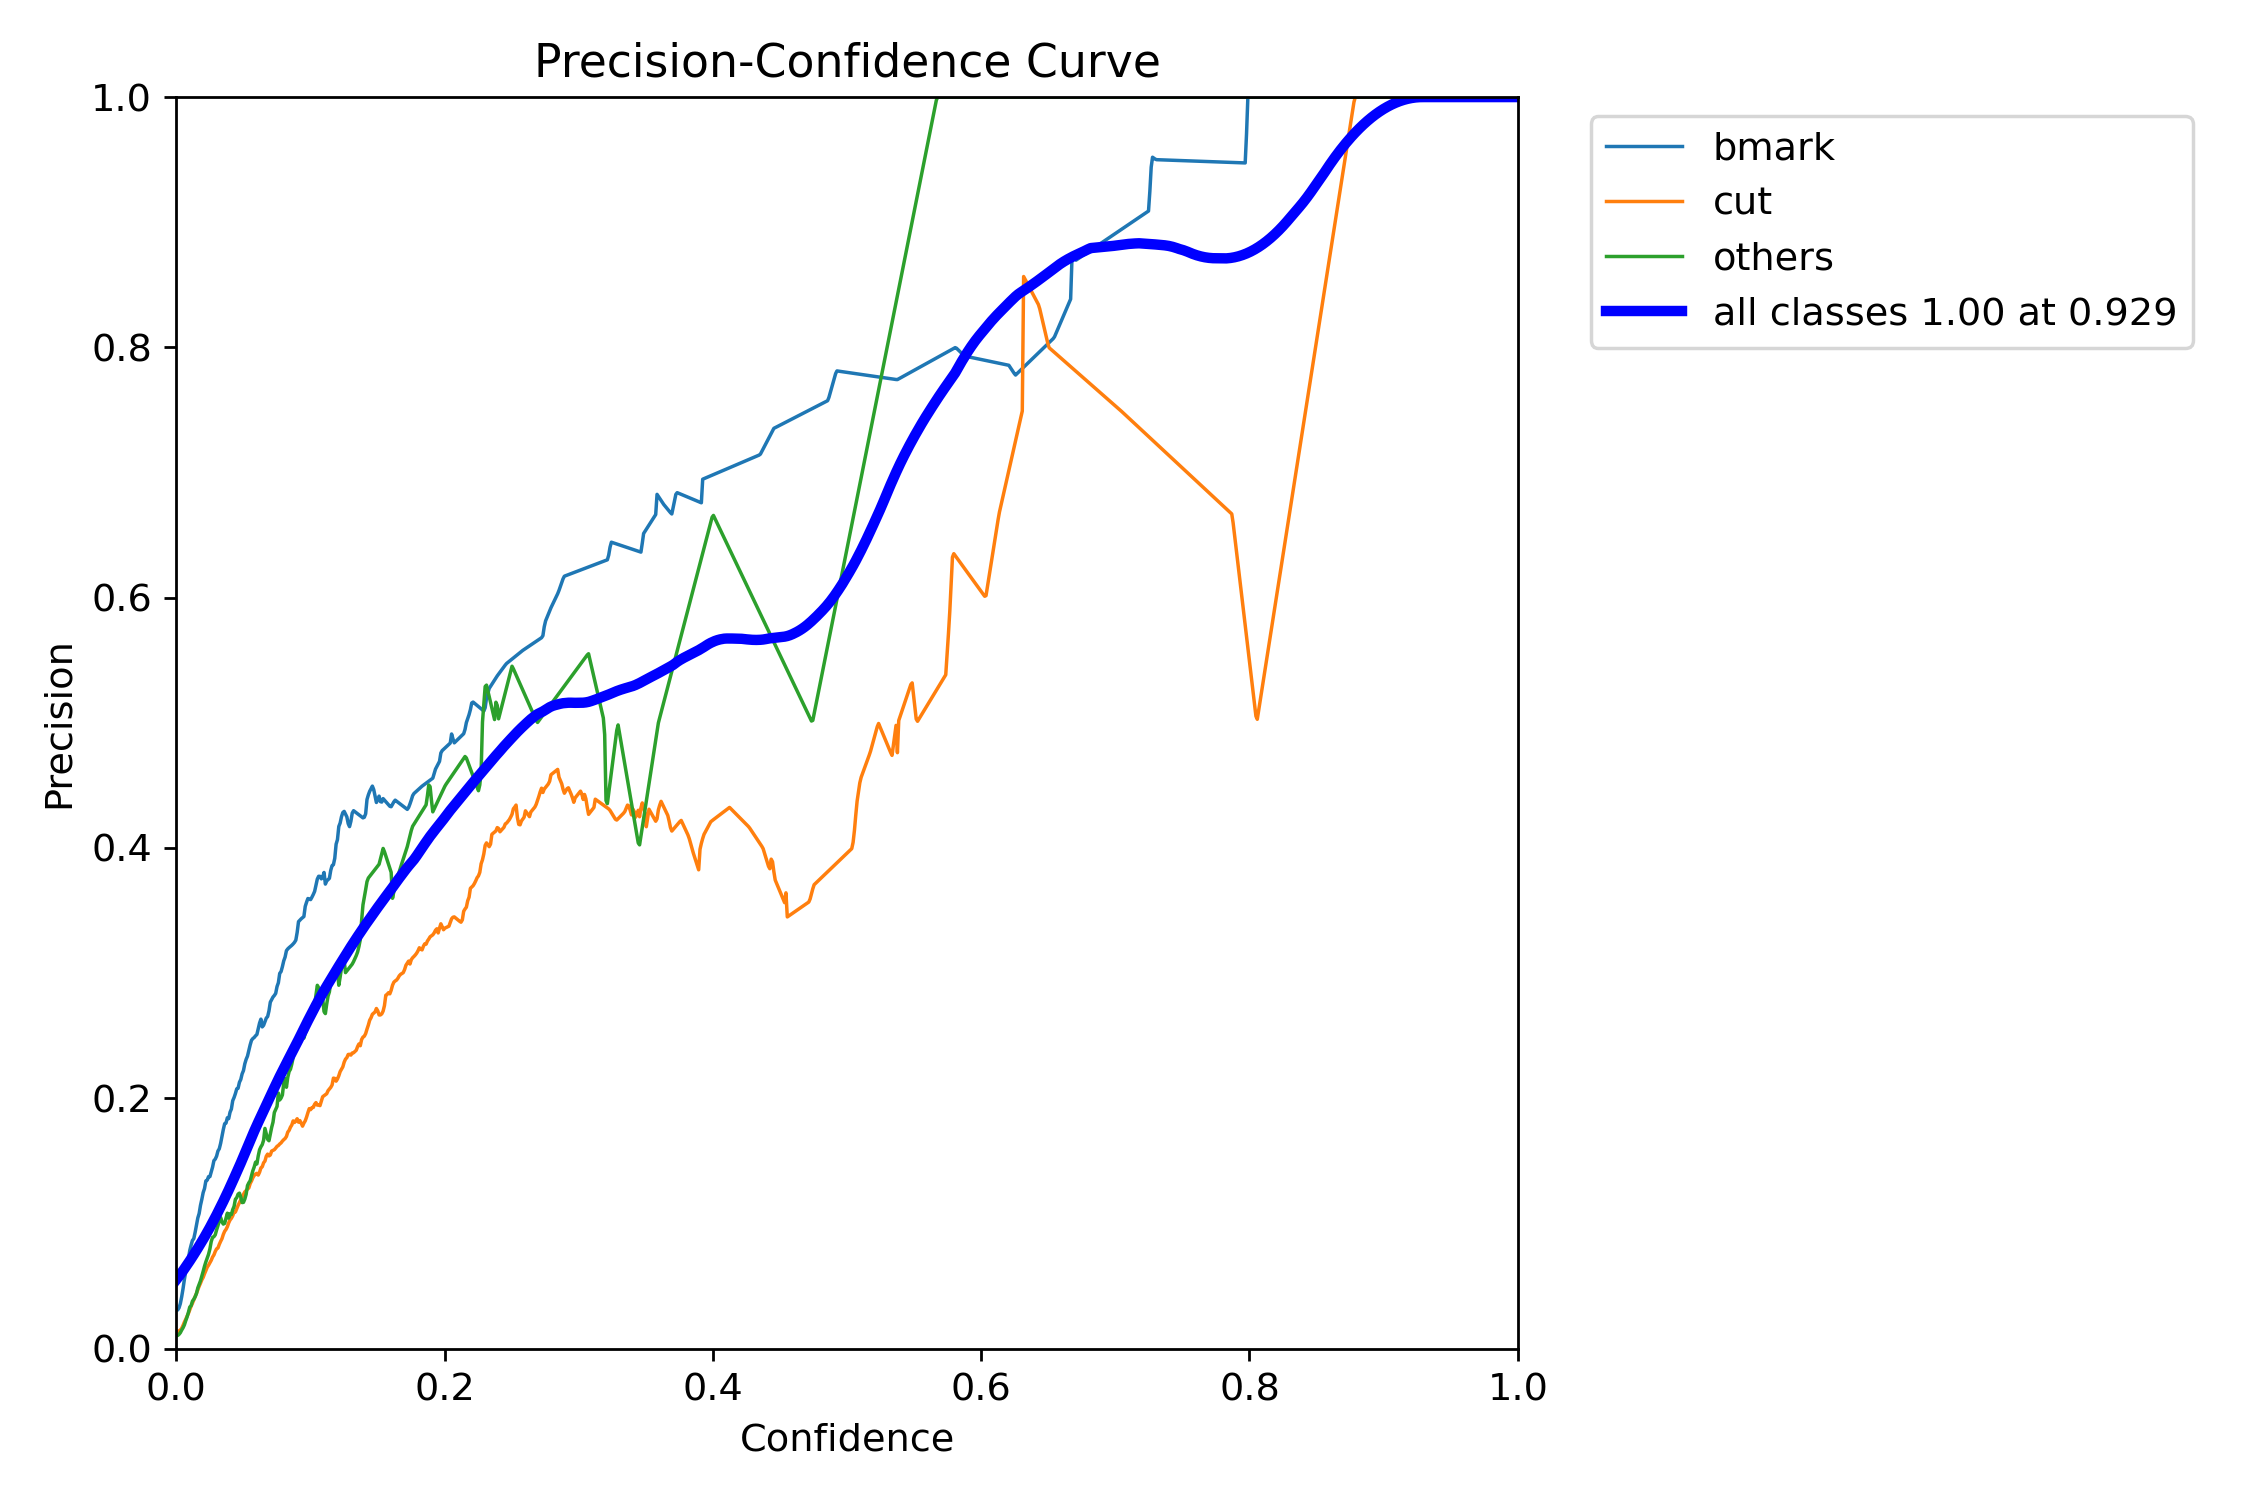 Precision-Confidence Curve
1.0
0.8
0.6
0.4
0.2
0.0
Precision
0.0 0.2 0.4 0.6 0.8 1.0
Confidence
bmark
cut
others
all classes 1.00 at 0.929